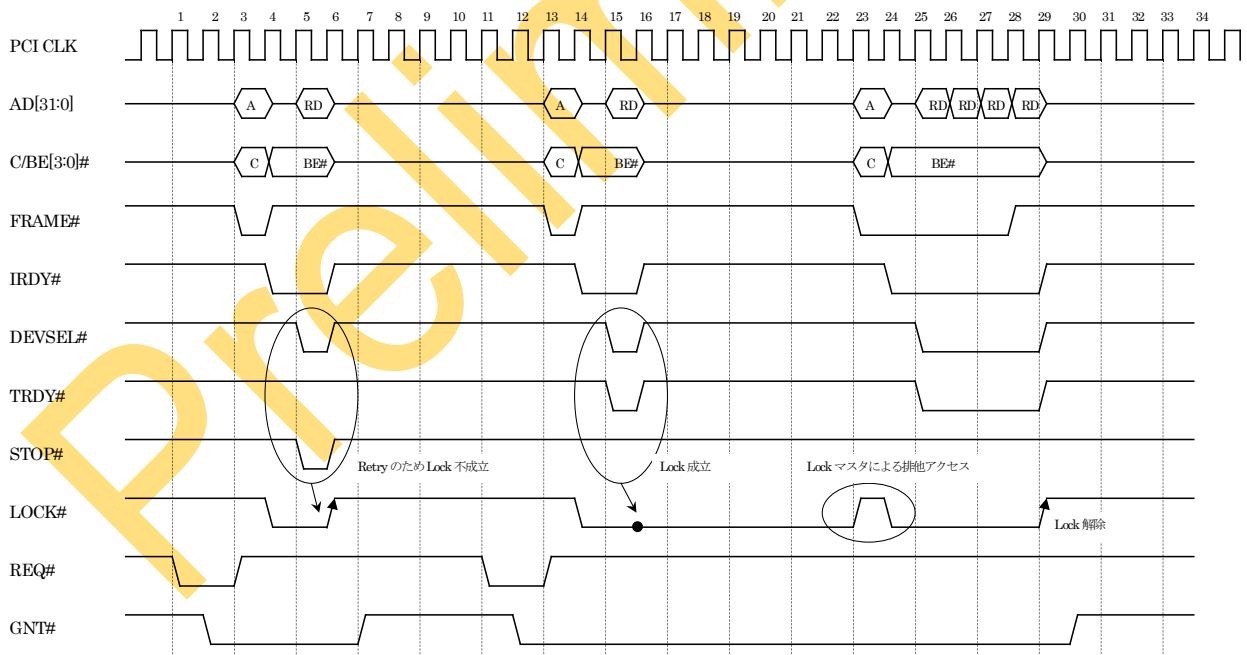 1 2 3 4 5 6 7 8 9 10 11 12 13 14 15 16 17 18 19 20 21 22 23 24 25 26 27 28 29 30 31 32 33 34
PCI CLK
AD[31:0] A RD A RD A RD RD RD RD
C/BE[3:0]# C BE# C BE# C BE#
FRAME#
IRDY#
DEVSEL#
TRDY#
STOP#
Retry のため Lock 不成立 Lock 成立 Lock マスタによる排他アクセス
LOCK#
Lock 解除
REQ#
GNT#
Prelim